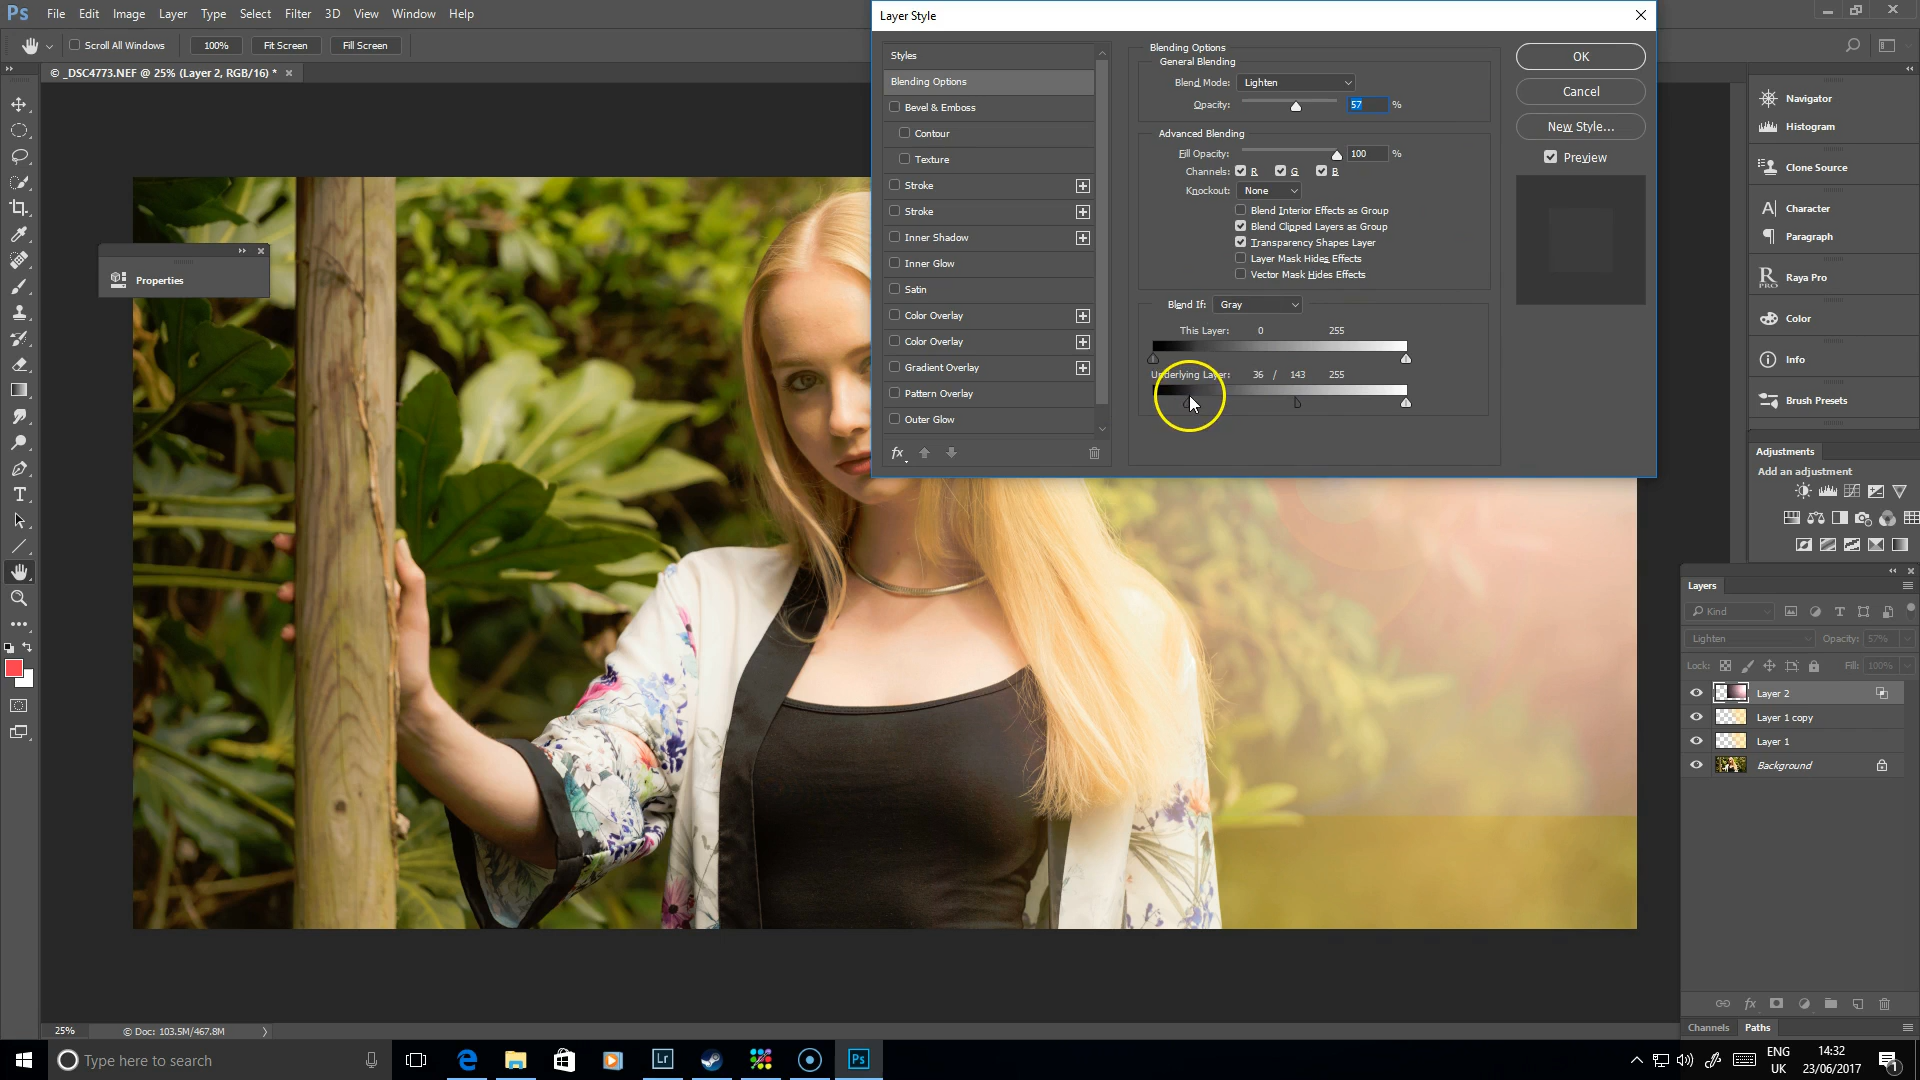 Ps File Edit Image Layer Type Select Filter 3D View Window Help
Scroll All Windows 100% Fit Screen Fill Screen
© _DSC4773.NEF @ 25% (Layer 2, RGB/16) * ×
Properties
Layer Style
Styles
Blending Options
Bevel & Emboss
Contour
Texture
Stroke
Stroke
Inner Shadow
Inner Glow
Satin
Color Overlay
Color Overlay
Gradient Overlay
Pattern Overlay
Outer Glow
fx
Blending Options
General Blending
Blend Mode: Lighten
Opacity: 57 %
Advanced Blending
Fill Opacity: 100 %
Channels: R G B
Knockout: None
Blend Interior Effects as Group
Blend Clipped Layers as Group
Transparency Shapes Layer
Layer Mask Hides Effects
Vector Mask Hides Effects
Blend If: Gray
This Layer: 0 255
Underlying Layer: 36 / 143 255
OK
Cancel
New Style...
Preview
Navigator
Histogram
Clone Source
Character
Paragraph
Raya Pro
Color
Info
Brush Presets
Adjustments
Add an adjustment
Layers
Kind
Lighten Opacity: 57%
Lock: Fill: 100%
Layer 2
Layer 1 copy
Layer 1
Background
fx
Channels Paths
25% © Doc: 103.5M/467.8M
Type here to search
Lr
Ps
ENG
UK
14:32
23/06/2017
1